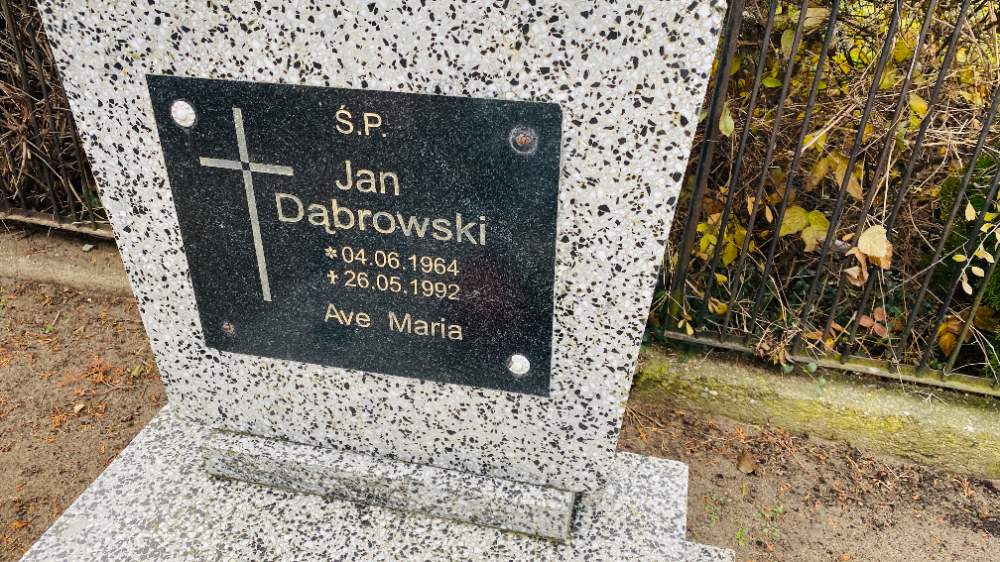 Ś.P.
Jan
Dąbrowski
* 04.06.1964
✝ 26.05.1992
Ave Maria